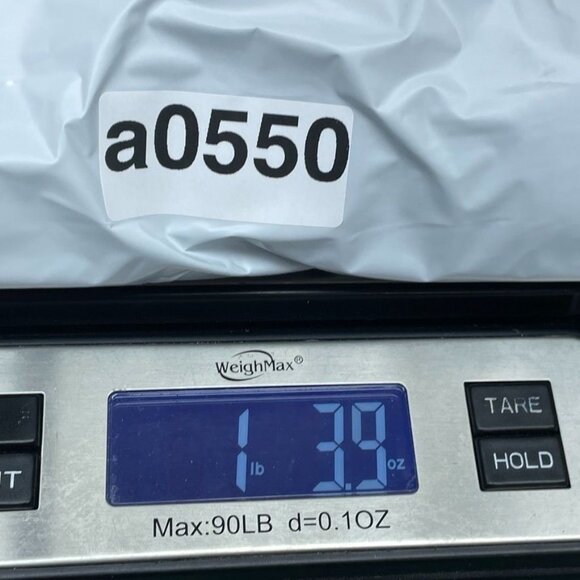 a0550
WeighMax®
1 lb 3.9 oz
TARE
HOLD
Max:90LB d=0.1OZ